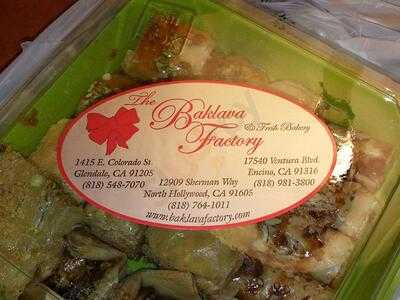 The Baklava
Factory & Fresh Bakery
1415 E. Colorado St.
Glendale, CA 91205
(818) 548-7070
17540 Ventura Blvd.
Encino, CA 91316
(818) 981-3800
12909 Sherman Way
North Hollywood, CA 91605
(818) 764-1011
www.baklavafactory.com